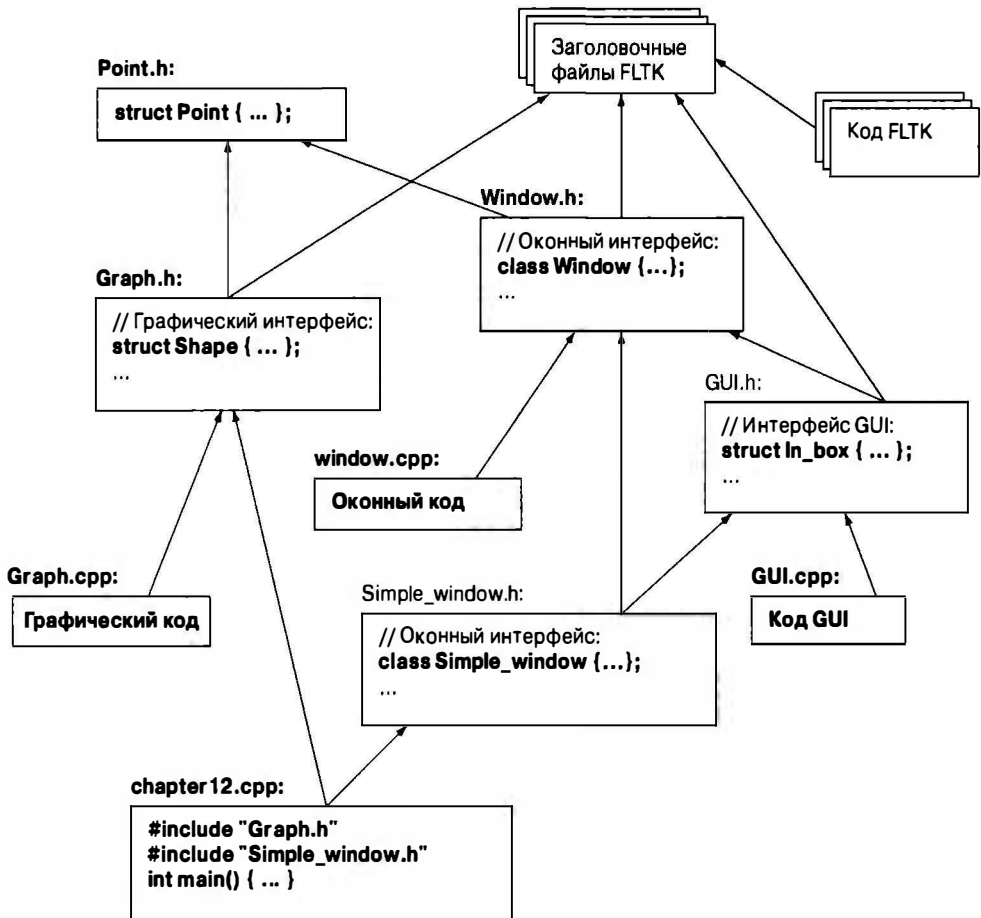 Заголовочные
файлы FLTK
Point.h:
struct Point { ... };
Код FLTK
Window.h:
// Оконный интерфейс:
class Window {...};
...
Graph.h:
// Графический интерфейс:
struct Shape { ... };
...
GUI.h:
// Интерфейс GUI:
struct In_box { ... };
...
window.cpp:
Оконный код
Graph.cpp:
Графический код
Simple_window.h:
// Оконный интерфейс:
class Simple_window {...};
...
GUI.cpp:
Код GUI
chapter12.cpp:
#include "Graph.h"
#include "Simple_window.h"
int main() { ... }